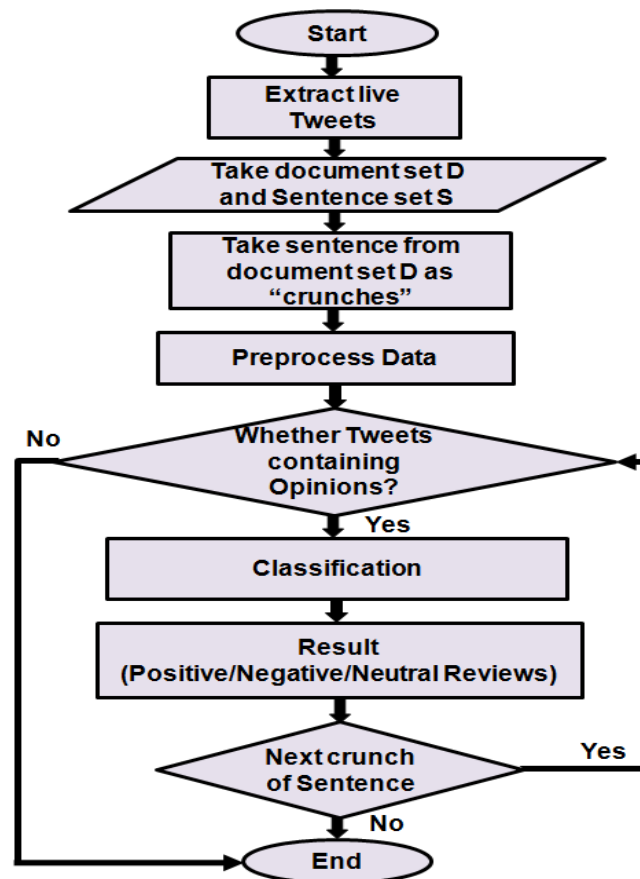 Start
Extract live
Tweets
Take document set D
and Sentence set S
Take sentence from
document set D as
“crunches”
Preprocess Data
No
Whether Tweets
containing
Opinions?
Yes
Classification
Result
(Positive/Negative/Neutral Reviews)
Next crunch
of Sentence
Yes
No
End